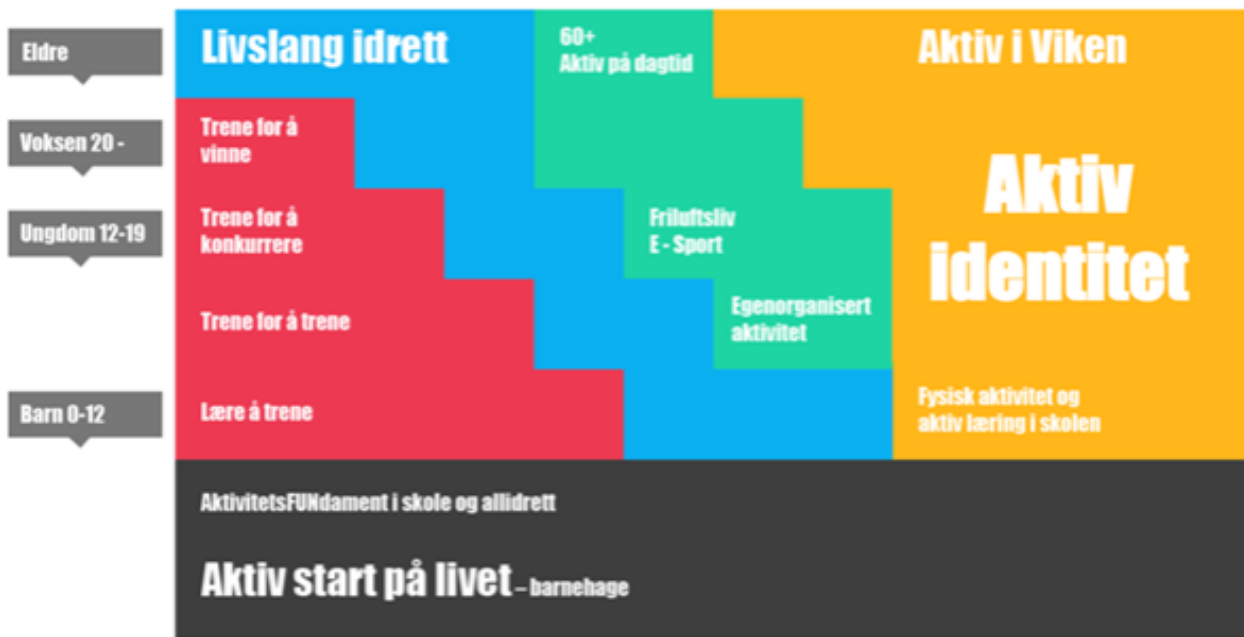 Eldre
Livslang idrett
60+
Aktiv på dagtid
Aktiv i Viken
Voksen 20 -
Trene for å
vinne
Aktiv
identitet
Ungdom 12-19
Trene for å
konkurrere
Friluftsliv
E - Sport
Trene for å trene
Egenorganisert
aktivitet
Barn 0-12
Lære å trene
Fysisk aktivitet og
aktiv læring i skolen
AktivitetsFUNdament i skole og allidrett
Aktiv start på livet – barnehage